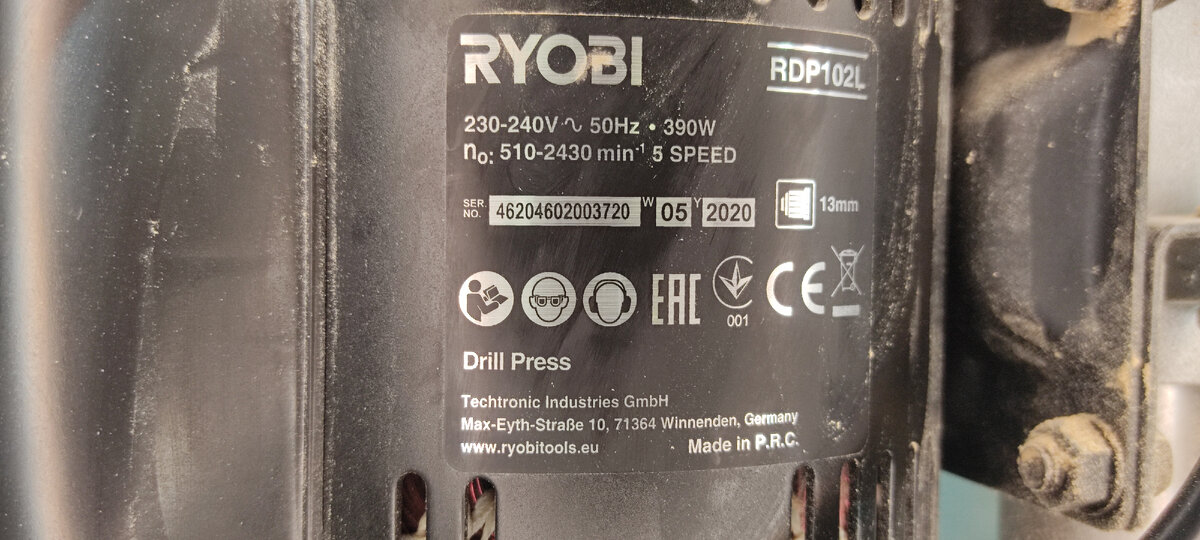 RYOBI
RDP102L
230-240V ∿ 50Hz • 390W
n₀: 510-2430 min⁻¹ 5 SPEED
SER. NO. 46204602003720 W 05 Y 2020
13mm
EAC
001
CE
Drill Press
Techtronic Industries GmbH
Max-Eyth-Straße 10, 71364 Winnenden, Germany
www.ryobitools.eu Made in P.R.C.